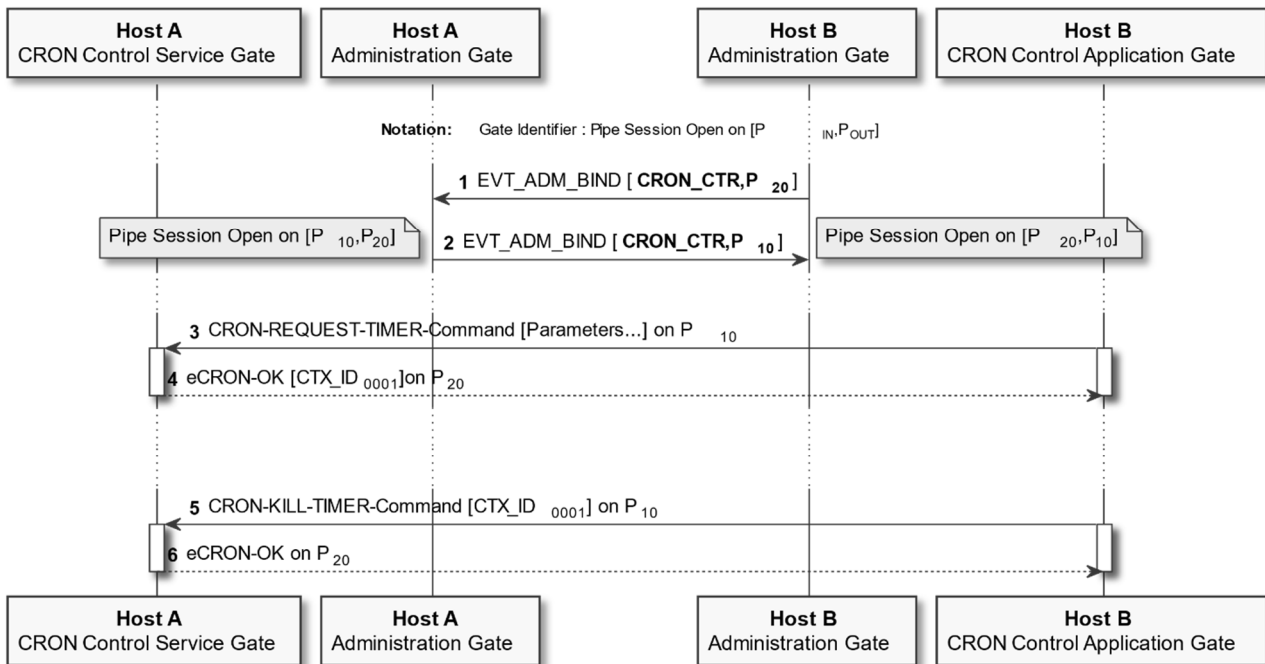 Host A
CRON Control Service Gate
Host A
Administration Gate
Host B
Administration Gate
Host B
CRON Control Application Gate
Notation: Gate Identifier : Pipe Session Open on [P IN,POUT]
1 EVT_ADM_BIND [ CRON_CTR,P 20 ]
Pipe Session Open on [P 10,P20]
2 EVT_ADM_BIND [ CRON_CTR,P 10 ]
Pipe Session Open on [P 20,P10]
3 CRON-REQUEST-TIMER-Command [Parameters...] on P 10
4 eCRON-OK [CTX_ID 0001]on P20
5 CRON-KILL-TIMER-Command [CTX_ID 0001] on P10
6 eCRON-OK on P20
Host A
CRON Control Service Gate
Host A
Administration Gate
Host B
Administration Gate
Host B
CRON Control Application Gate